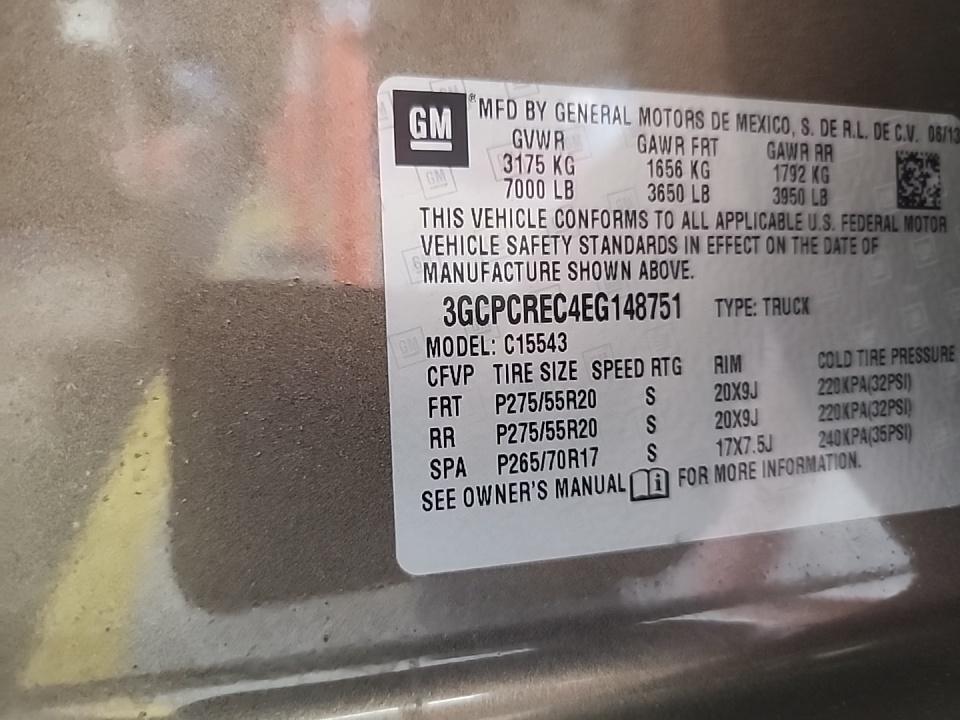 GM ® MFD BY GENERAL MOTORS DE MEXICO, S. DE R.L. DE C.V. 08/13
GVWR GAWR FRT GAWR RR
3175 KG 1656 KG 1792 KG
7000 LB 3650 LB 3950 LB
THIS VEHICLE CONFORMS TO ALL APPLICABLE U.S. FEDERAL MOTOR
VEHICLE SAFETY STANDARDS IN EFFECT ON THE DATE OF
MANUFACTURE SHOWN ABOVE.
3GCPCREC4EG148751 TYPE: TRUCK
MODEL: C15543
CFVP TIRE SIZE SPEED RTG RIM COLD TIRE PRESSURE
FRT P275/55R20 S 20X9J 220KPA(32PSI)
RR P275/55R20 S 20X9J 220KPA(32PSI)
SPA P265/70R17 S 17X7.5J 240KPA(35PSI)
SEE OWNER'S MANUAL i FOR MORE INFORMATION.